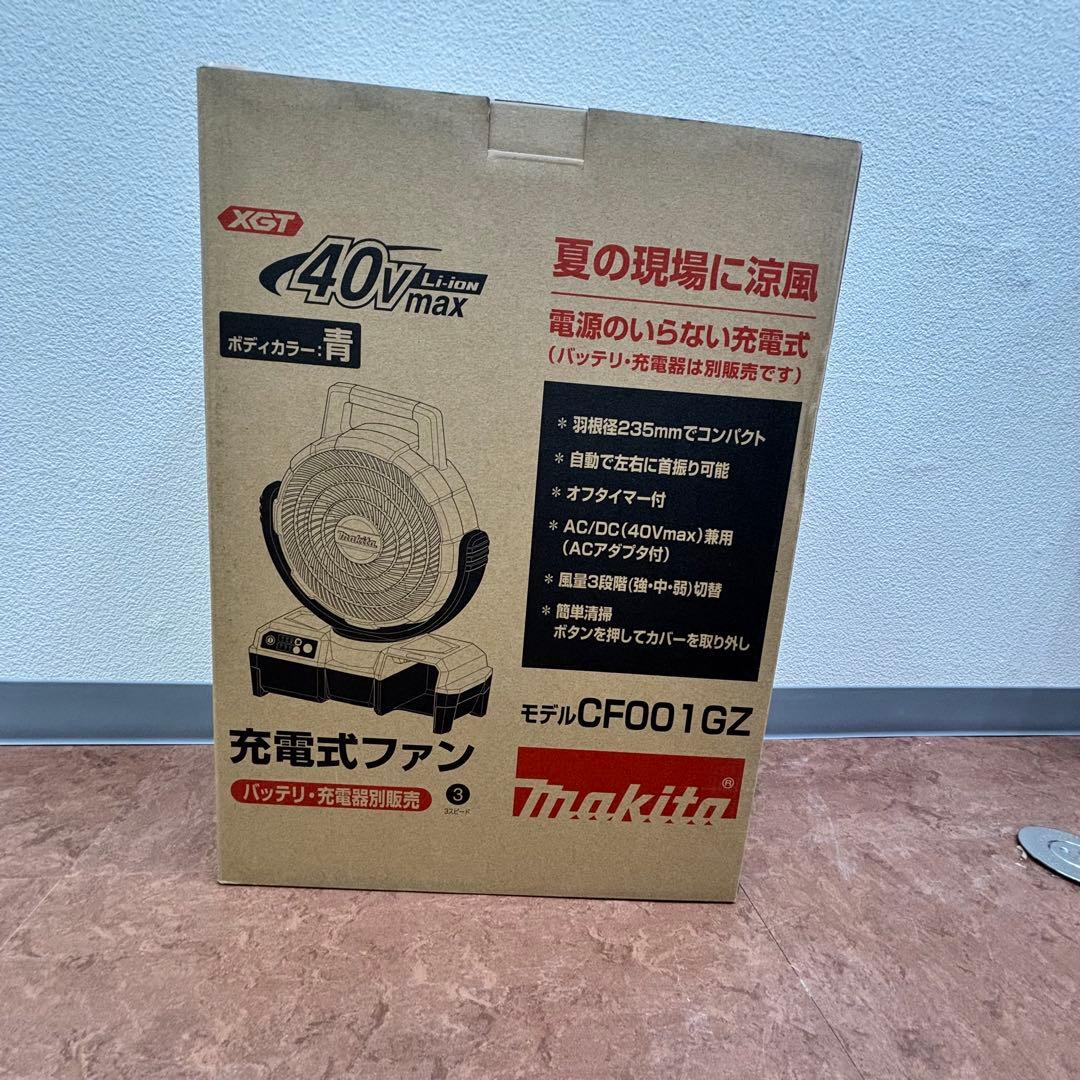 XGT
40Vmax Li-ion
ボディカラー:青
makita
充電式ファン
バッテリ・充電器別販売
3
3スピード
夏の現場に涼風
電源のいらない充電式
(バッテリ・充電器は別販売です)
* 羽根径235mmでコンパクト
* 自動で左右に首振り可能
* オフタイマー付
* AC/DC(40Vmax)兼用
(ACアダプタ付)
* 風量3段階(強・中・弱)切替
* 簡単清掃
ボタンを押してカバーを取り外し
モデルCF001GZ
makita®